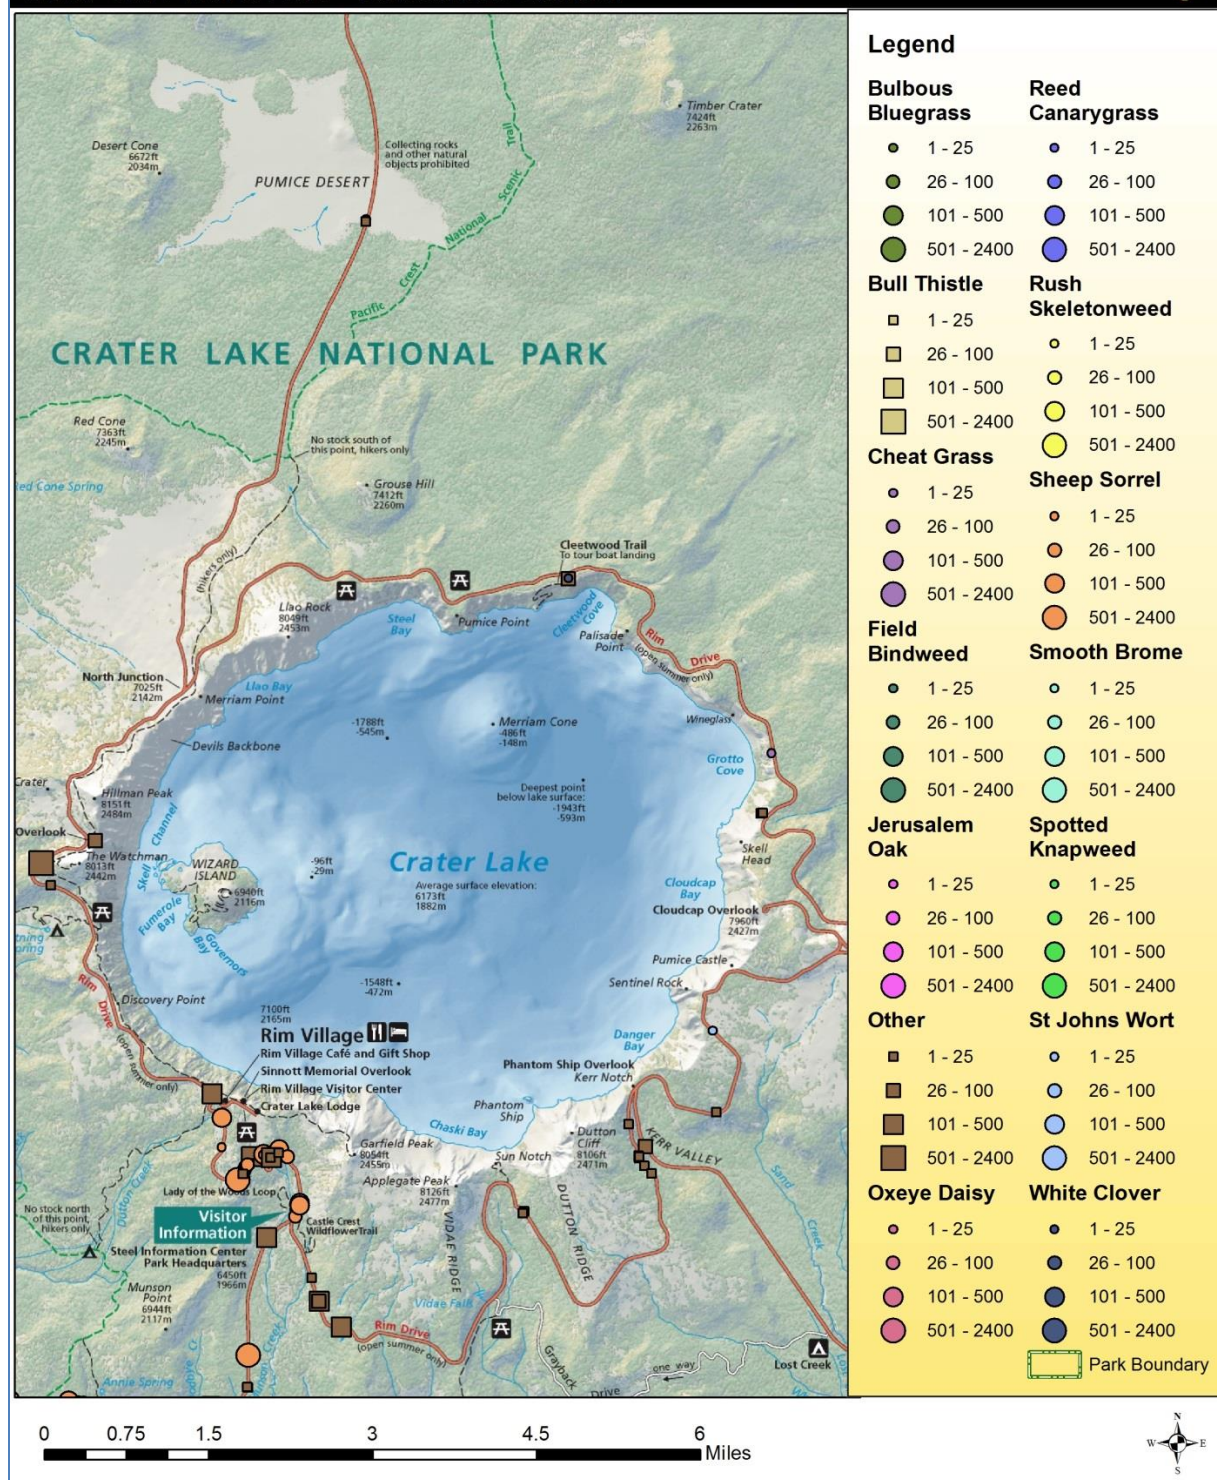 Collecting rocks
and other natural
objects prohibited
Timber Crater
7424ft
2263m
Desert Cone
6672ft
2034m
PUMICE DESERT
Pacific Crest National Scenic Trail
CRATER LAKE NATIONAL PARK
Red Cone
7363ft
2245m
No stock south of
this point, hikers only
Red Cone Spring
Grouse Hill
7412ft
2260m
(hikers only)
Cleetwood Trail
To tour boat landing
Llao Rock
8049ft
2453m
Steel
Bay
Pumice Point
Cleetwood
Cove
Palisade
Point
Rim Drive
(open summer only)
North Junction
7025ft
2142m
Llao Bay
Merriam Point
Devils Backbone
-1788ft
-545m
Merriam Cone
-486ft
-148m
Wineglass
Grotto
Cove
Crater
Hillman Peak
8151ft
2484m
Deepest point
below lake surface:
-1943ft
-593m
Overlook
The Watchman
8013ft
2442m
Skell Channel
WIZARD
ISLAND
6940ft
2116m
-96ft
-29m
Crater Lake
Average surface elevation:
6173ft
1882m
Skell
Head
Cloudcap
Bay
Cloudcap Overlook
7960ft
2427m
Fumerole
Bay
Governors
Bay
Pumice Castle
Sentinel Rock
-1548ft
-472m
Discovery Point
Rim Drive
(open summer only)
7100ft
2165m
Rim Village
Rim Village Café and Gift Shop
Sinnott Memorial Overlook
Rim Village Visitor Center
Crater Lake Lodge
Danger
Bay
Phantom Ship Overlook
Kerr Notch
Phantom
Ship
Chaski Bay
Dutton
Cliff
8106ft
2471m
KERR VALLEY
Garfield Peak
8054ft
2455m
Sun Notch
Applegate Peak
8126ft
2477m
Dutton Creek
Lady of the Woods Loop
No stock north
of this point,
hikers only
Visitor
Information
Castle Crest
Wildflower Trail
Steel Information Center
Park Headquarters
6450ft
1966m
VIDAE RIDGE
DUTTON RIDGE
Sand Creek
Munson
Point
6944ft
2117m
Vidae Falls
Rim Drive
(open summer only)
Annie Spring
Grayback
Drive
one way
Lost Creek
Legend
Bulbous
Bluegrass
1 - 25
26 - 100
101 - 500
501 - 2400
Bull Thistle
1 - 25
26 - 100
101 - 500
501 - 2400
Cheat Grass
1 - 25
26 - 100
101 - 500
501 - 2400
Field
Bindweed
1 - 25
26 - 100
101 - 500
501 - 2400
Jerusalem
Oak
1 - 25
26 - 100
101 - 500
501 - 2400
Other
1 - 25
26 - 100
101 - 500
501 - 2400
Oxeye Daisy
1 - 25
26 - 100
101 - 500
501 - 2400
Reed
Canarygrass
1 - 25
26 - 100
101 - 500
501 - 2400
Rush
Skeletonweed
1 - 25
26 - 100
101 - 500
501 - 2400
Sheep Sorrel
1 - 25
26 - 100
101 - 500
501 - 2400
Smooth Brome
1 - 25
26 - 100
101 - 500
501 - 2400
Spotted
Knapweed
1 - 25
26 - 100
101 - 500
501 - 2400
St Johns Wort
1 - 25
26 - 100
101 - 500
501 - 2400
White Clover
1 - 25
26 - 100
101 - 500
501 - 2400
Park Boundary
0 0.75 1.5 3 4.5 6
Miles
N
W E
S